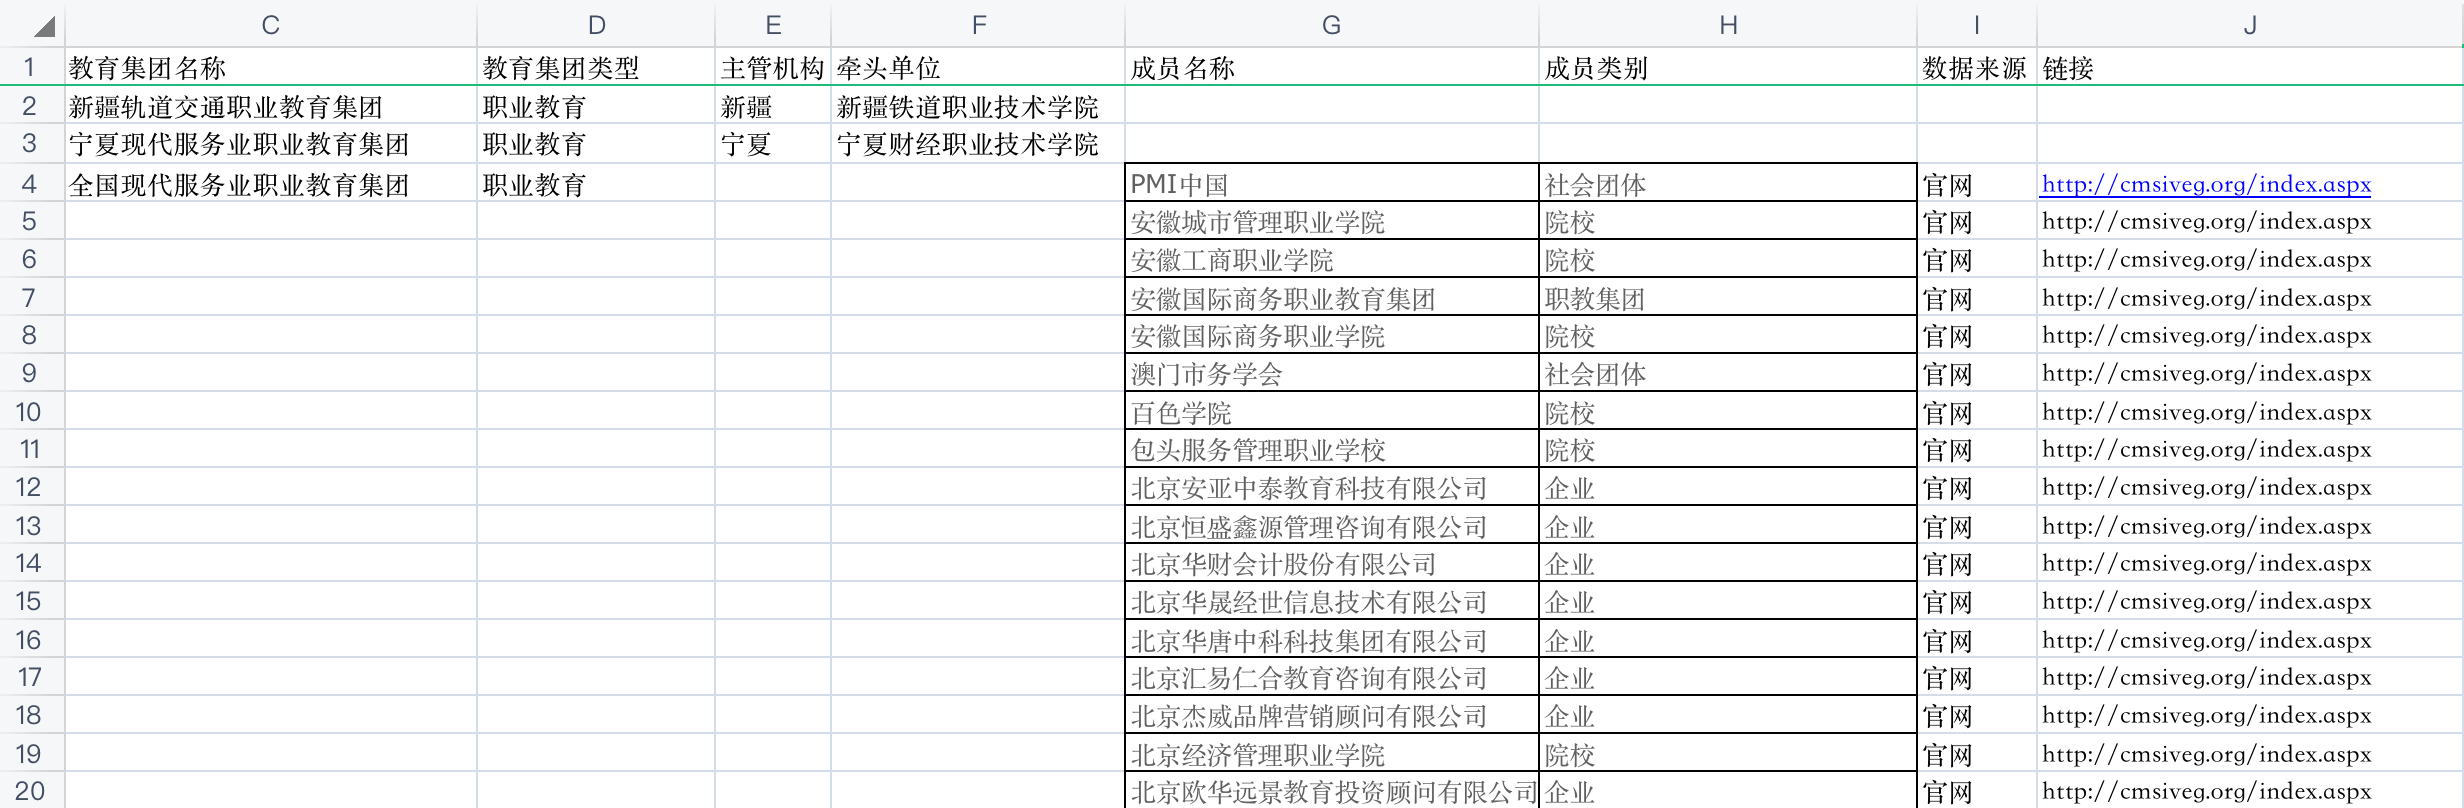 C D E F G H I J
1 教育集团名称 教育集团类型 主管机构 牵头单位 成员名称 成员类别 数据来源 链接
2 新疆轨道交通职业教育集团 职业教育 新疆 新疆铁道职业技术学院
3 宁夏现代服务业职业教育集团 职业教育 宁夏 宁夏财经职业技术学院
4 全国现代服务业职业教育集团 职业教育 PMI中国 社会团体 官网 http://cmsiveg.org/index.aspx
5 安徽城市管理职业学院 院校 官网 http://cmsiveg.org/index.aspx
6 安徽工商职业学院 院校 官网 http://cmsiveg.org/index.aspx
7 安徽国际商务职业教育集团 职教集团 官网 http://cmsiveg.org/index.aspx
8 安徽国际商务职业学院 院校 官网 http://cmsiveg.org/index.aspx
9 澳门市务学会 社会团体 官网 http://cmsiveg.org/index.aspx
10 百色学院 院校 官网 http://cmsiveg.org/index.aspx
11 包头服务管理职业学校 院校 官网 http://cmsiveg.org/index.aspx
12 北京安亚中泰教育科技有限公司 企业 官网 http://cmsiveg.org/index.aspx
13 北京恒盛鑫源管理咨询有限公司 企业 官网 http://cmsiveg.org/index.aspx
14 北京华财会计股份有限公司 企业 官网 http://cmsiveg.org/index.aspx
15 北京华晟经世信息技术有限公司 企业 官网 http://cmsiveg.org/index.aspx
16 北京华唐中科科技集团有限公司 企业 官网 http://cmsiveg.org/index.aspx
17 北京汇易仁合教育咨询有限公司 企业 官网 http://cmsiveg.org/index.aspx
18 北京杰威品牌营销顾问有限公司 企业 官网 http://cmsiveg.org/index.aspx
19 北京经济管理职业学院 院校 官网 http://cmsiveg.org/index.aspx
20 北京欧华远景教育投资顾问有限公司 企业 官网 http://cmsiveg.org/index.aspx